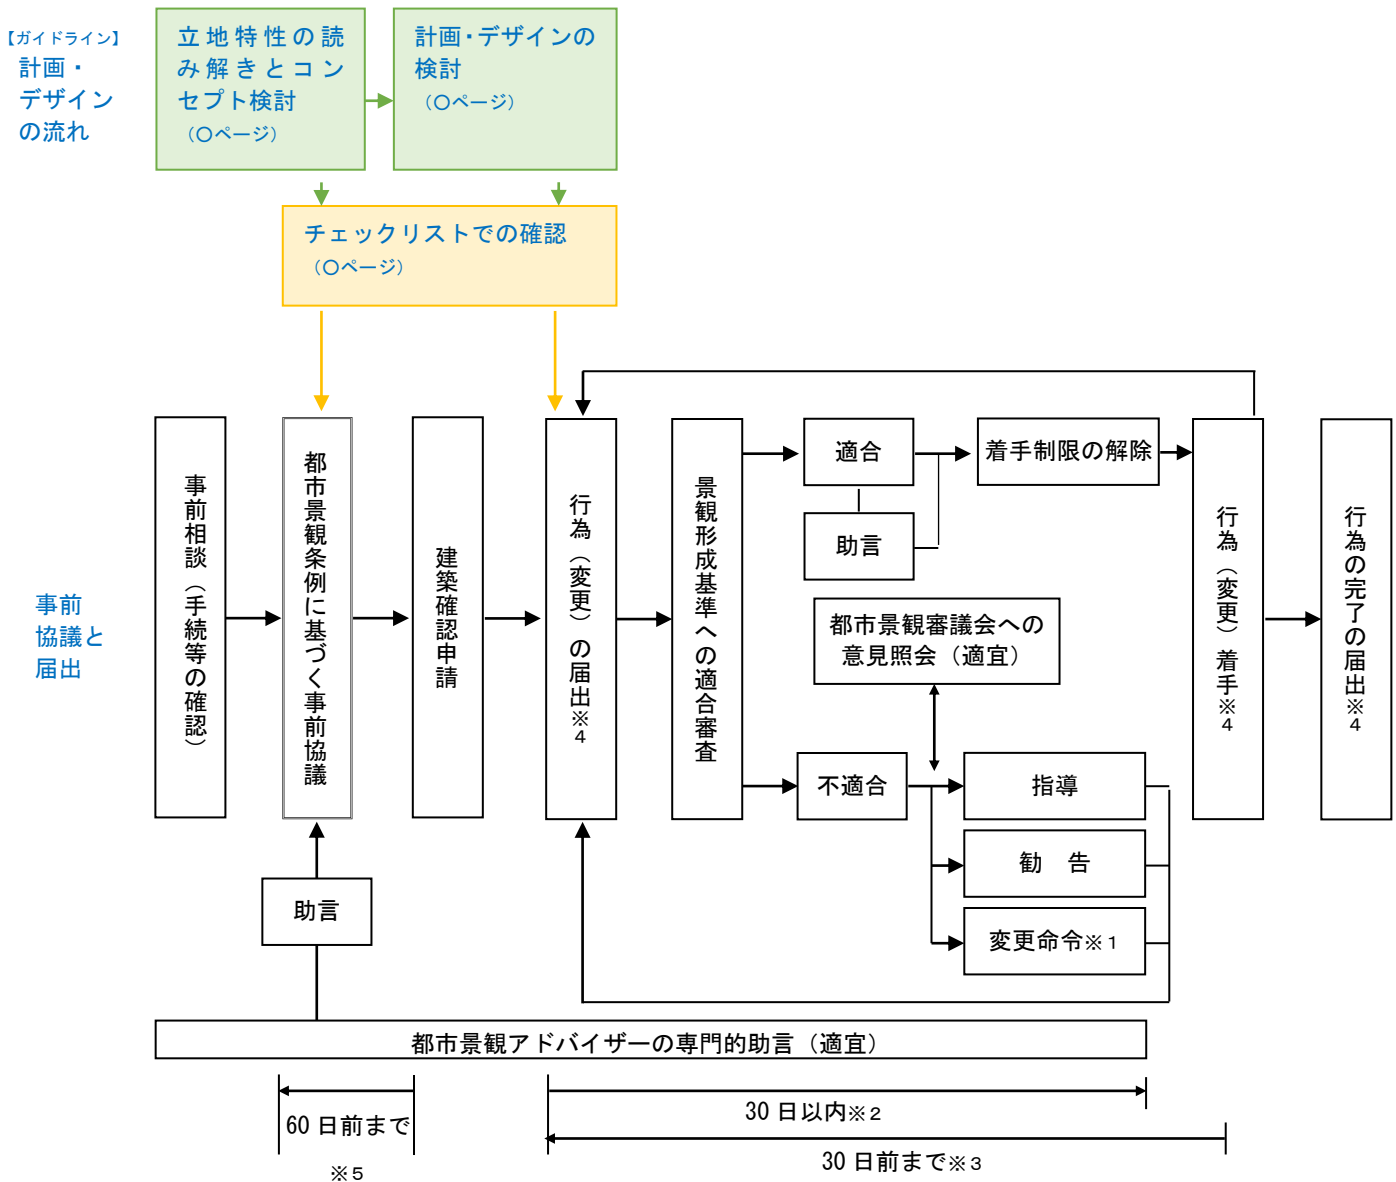 【ガイドライン】
計画・
デザイン
の流れ
立地特性の読
み解きとコン
セプト検討
（〇ページ）
計画・デザインの
検討
（〇ページ）
チェックリストでの確認
（〇ページ）
事前
協議と
届出
事前相談（手続等の確認）
都市景観条例に基づく事前協議
建築確認申請
行為（変更）の届出※4
景観形成基準への適合審査
適合
助言
着手制限の解除
都市景観審議会への
意見照会（適宜）
不適合
指導
勧　告
変更命令※1
行為（変更）着手※4
行為の完了の届出※4
助言
都市景観アドバイザーの専門的助言（適宜）
60 日前まで
※5
30 日以内※2
30 日前まで※3